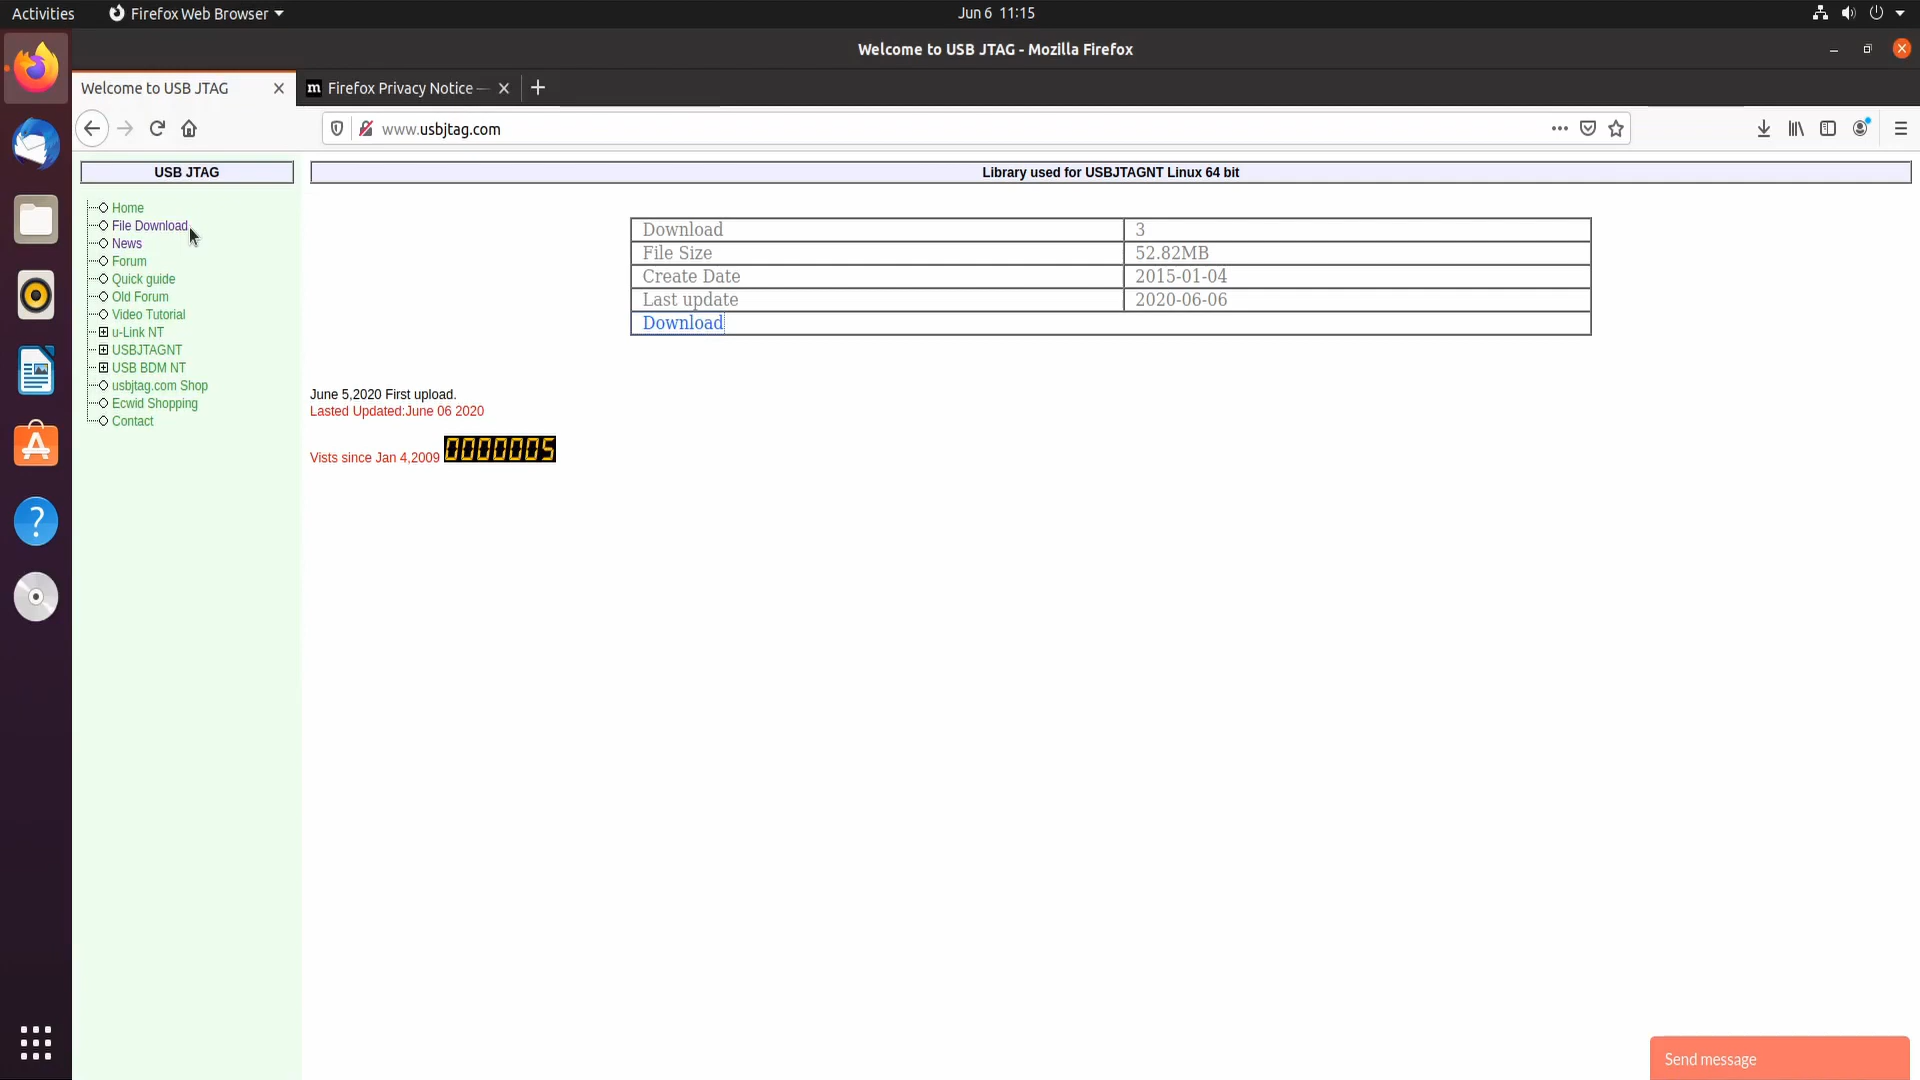 Activities
Firefox Web Browser
Jun 6 11:15
Welcome to USB JTAG - Mozilla Firefox
Welcome to USB JTAG
m Firefox Privacy Notice —
www.usbjtag.com
USB JTAG
Home
File Download
News
Forum
Quick guide
Old Forum
Video Tutorial
u-Link NT
USBJTAGNT
USB BDM NT
usbjtag.com Shop
Ecwid Shopping
Contact
Library used for USBJTAGNT Linux 64 bit
Download 3
File Size 52.82MB
Create Date 2015-01-04
Last update 2020-06-06
Download
June 5,2020 First upload.
Lasted Updated:June 06 2020
Vists since Jan 4,2009 0000005
Send message